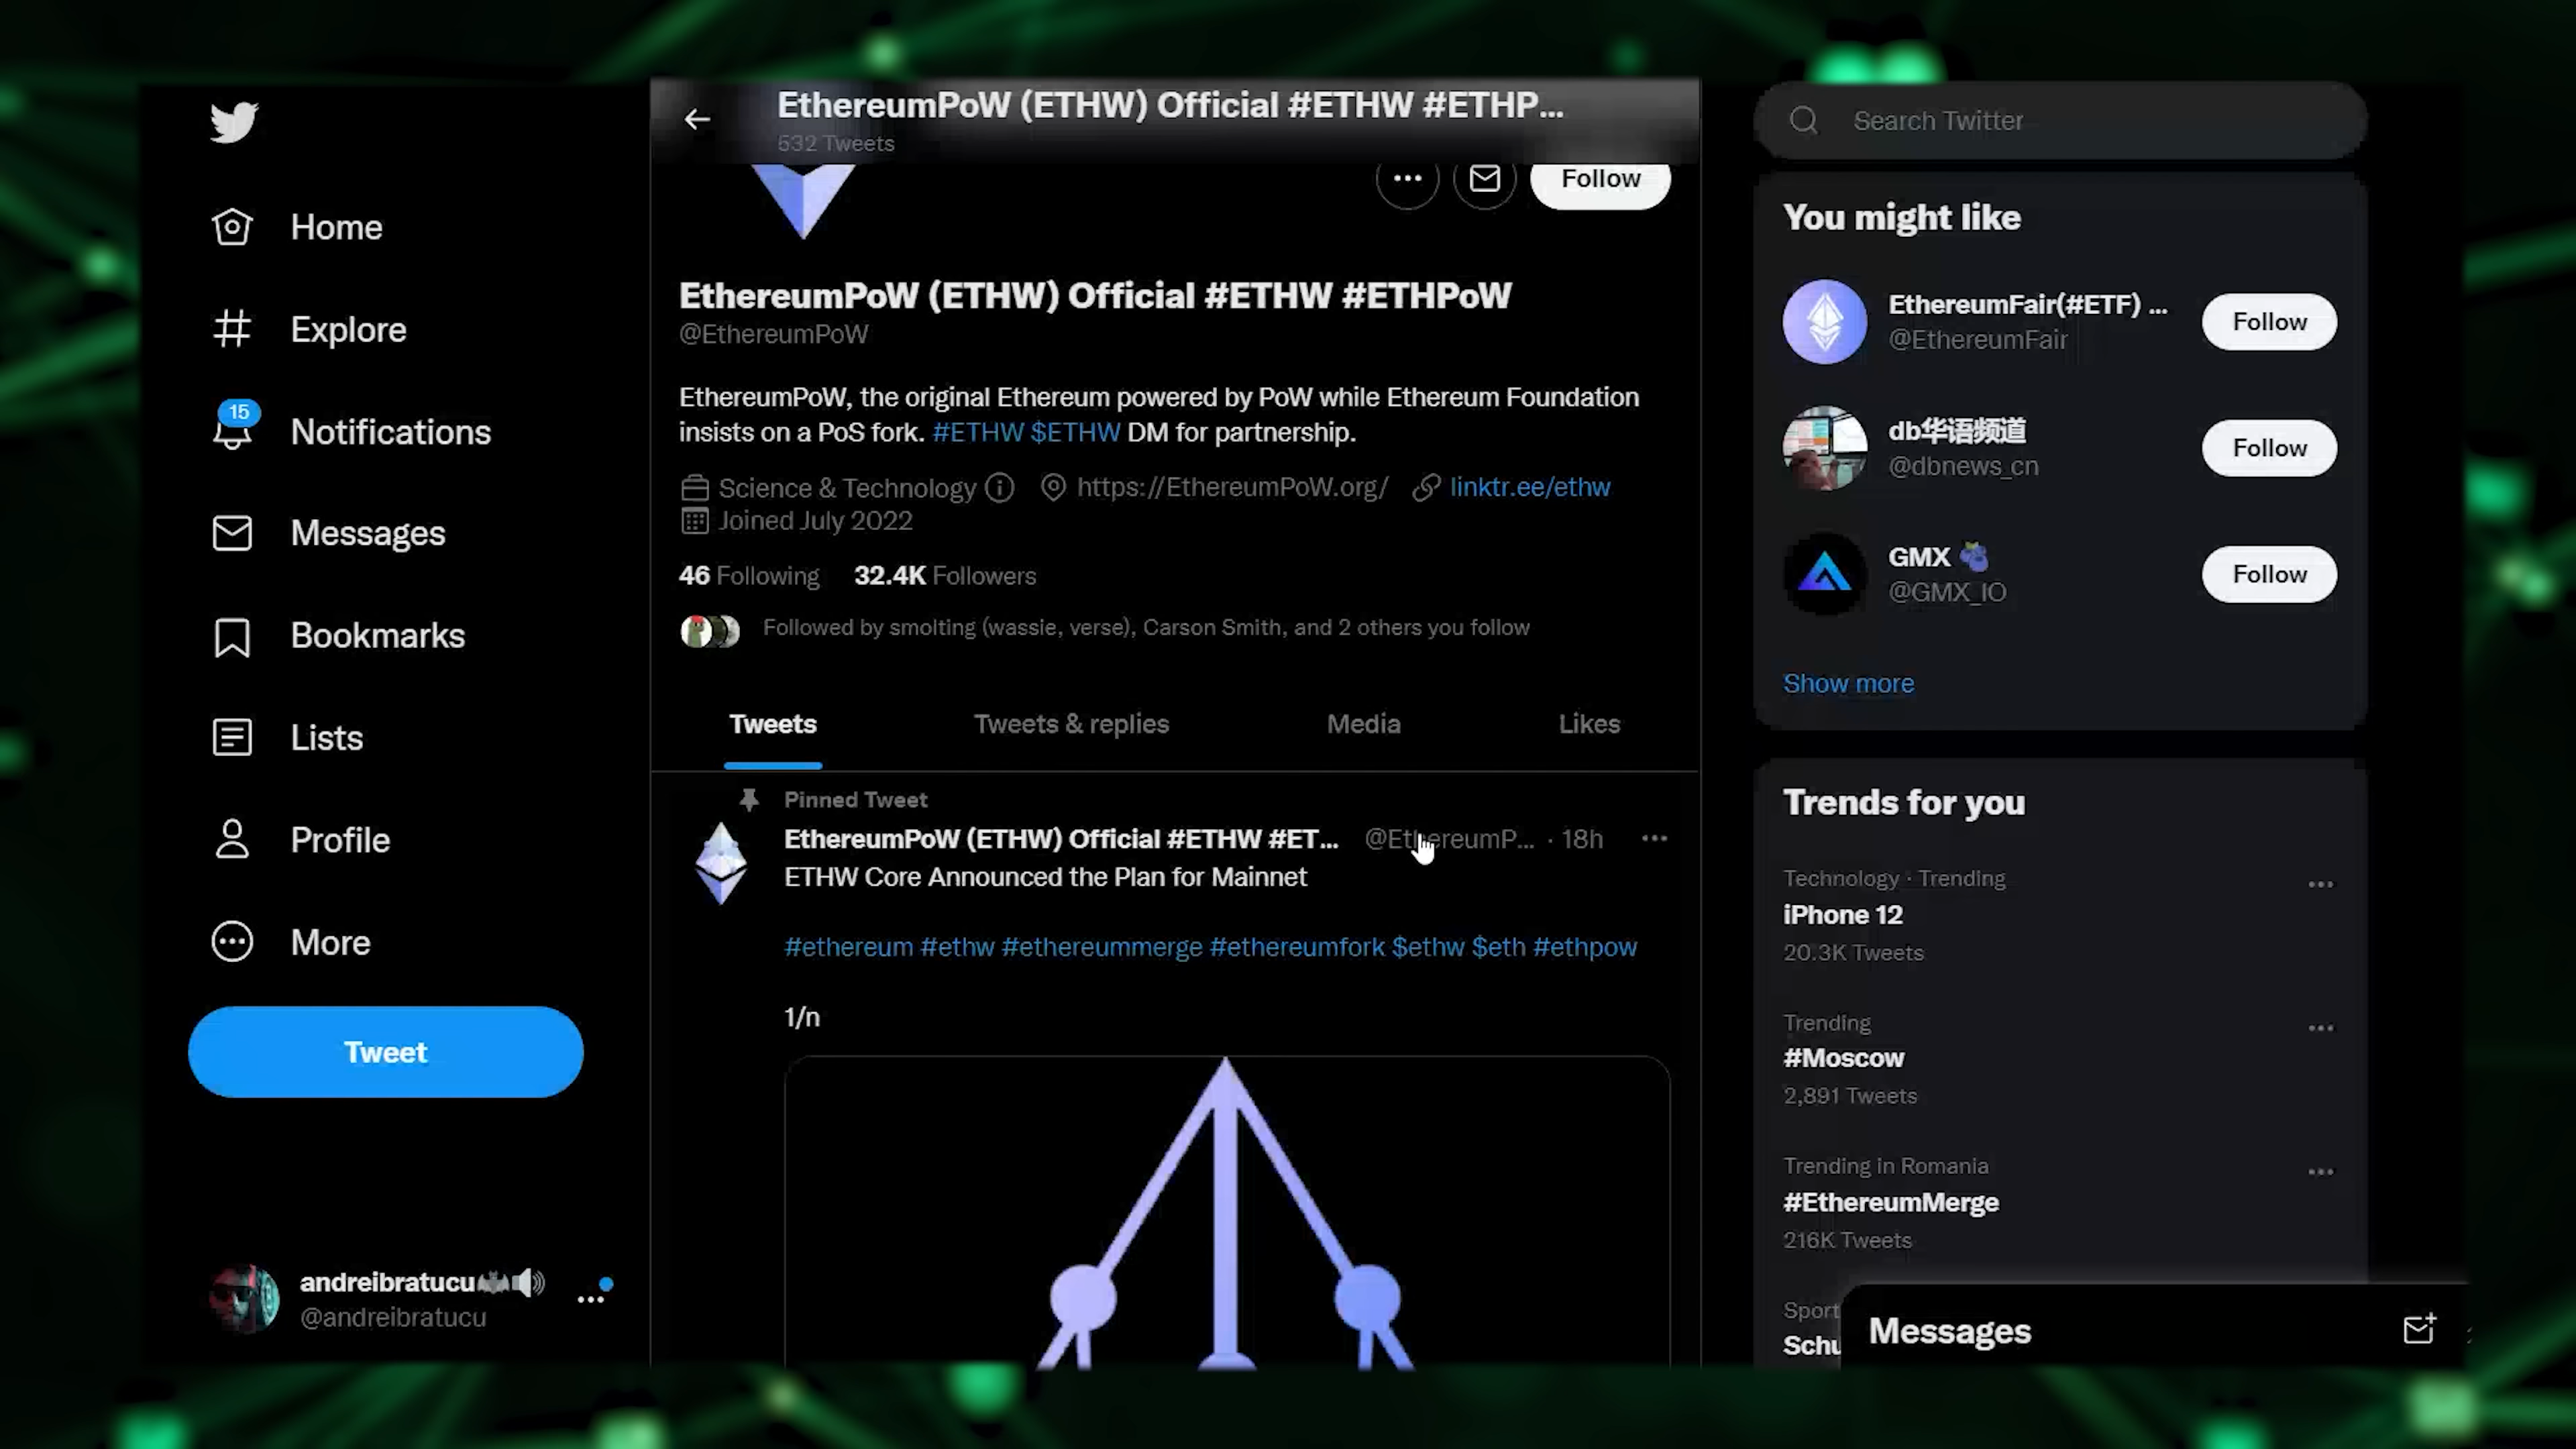 Home
Explore
15
Notifications
Messages
Bookmarks
Lists
Profile
More
Tweet
andreibratucu
@andreibratucu
EthereumPoW (ETHW) Official #ETHW #ETHP...
532 Tweets
Follow
EthereumPoW (ETHW) Official #ETHW #ETHPoW
@EthereumPoW
EthereumPoW, the original Ethereum powered by PoW while Ethereum Foundation
insists on a PoS fork. #ETHW $ETHW DM for partnership.
Science & Technology https://EthereumPoW.org/ linktr.ee/ethw
Joined July 2022
46 Following 32.4K Followers
Followed by smolting (wassie, verse), Carson Smith, and 2 others you follow
Tweets Tweets & replies Media Likes
Pinned Tweet
EthereumPoW (ETHW) Official #ETHW #ET... @EthereumP... · 18h
ETHW Core Announced the Plan for Mainnet
#ethereum #ethw #ethereummerge #ethereumfork $ethw $eth #ethpow
1/n
Search Twitter
You might like
EthereumFair(#ETF) ...
@EthereumFair
Follow
db华语频道
@dbnews_cn
Follow
GMX
@GMX_IO
Follow
Show more
Trends for you
Technology · Trending
iPhone 12
20.3K Tweets
Trending
#Moscow
2,891 Tweets
Trending in Romania
#EthereumMerge
216K Tweets
Sport
Schu
Messages